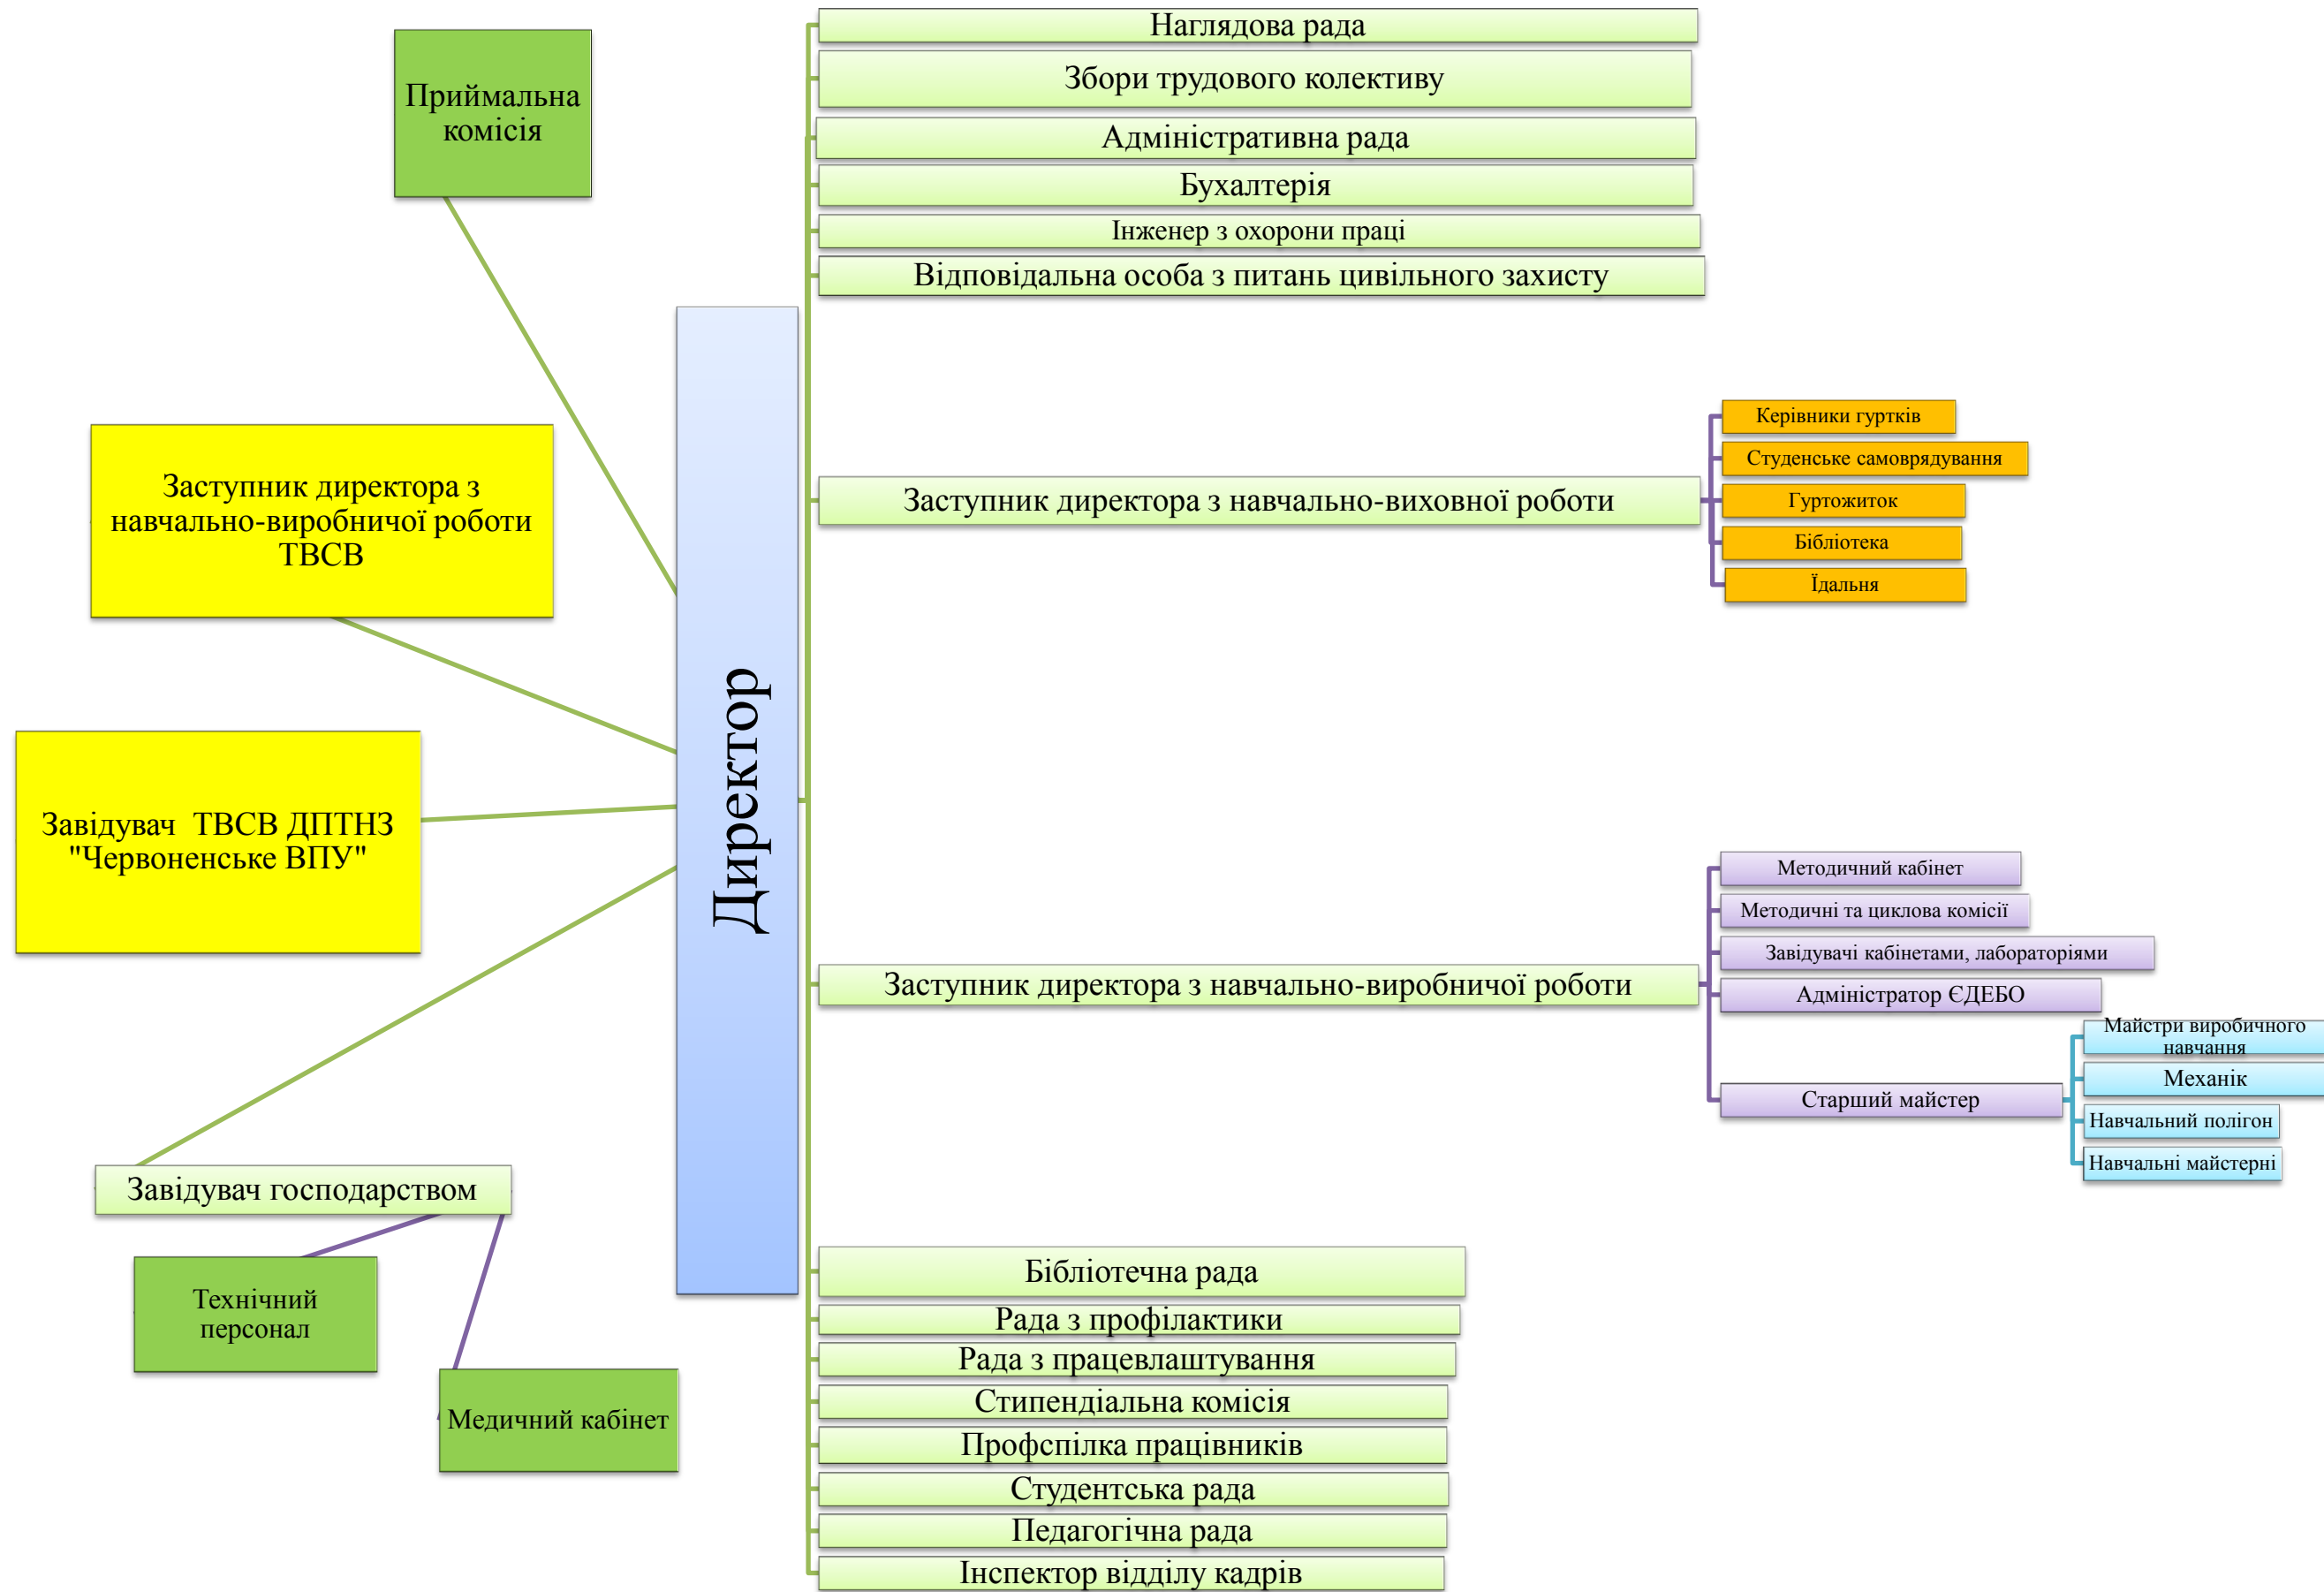 Приймальна
комісія
Заступник директора з
навчально-виробничої роботи
ТВСВ
Завідувач ТВСВ ДПТНЗ
"Червоненське ВПУ"
Завідувач господарством
Технічний
персонал
Медичний кабінет
Директор
Наглядова рада
Збори трудового колективу
Адміністративна рада
Бухалтерія
Інженер з охорони праці
Відповідальна особа з питань цивільного захисту
Заступник директора з навчально-виховної роботи
Керівники гуртків
Студенське самоврядування
Гуртожиток
Бібліотека
Їдальня
Заступник директора з навчально-виробничої роботи
Методичний кабінет
Методичні та циклова комісії
Завідувачі кабінетами, лабораторіями
Адміністратор ЄДЕБО
Старший майстер
Майстри виробичного
навчання
Механік
Навчальний полігон
Навчальні майстерні
Бібліотечна рада
Рада з профілактики
Рада з працевлаштування
Стипендіальна комісія
Профспілка працівників
Студентська рада
Педагогічна рада
Інспектор відділу кадрів